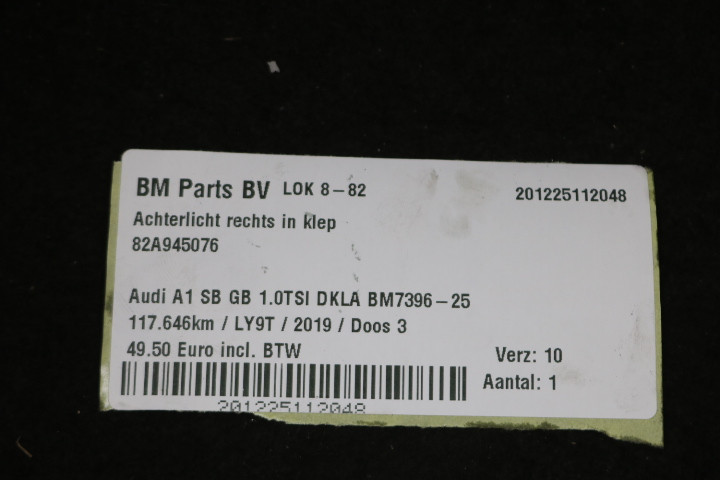 BM Parts BV LOK 8-82 201225112048
Achterlicht rechts in klep
82A945076
Audi A1 SB GB 1.0TSI DKLA BM7396-25
117.646km / LY9T / 2019 / Doos 3
49.50 Euro incl. BTW Verz: 10
Aantal: 1
201225112048